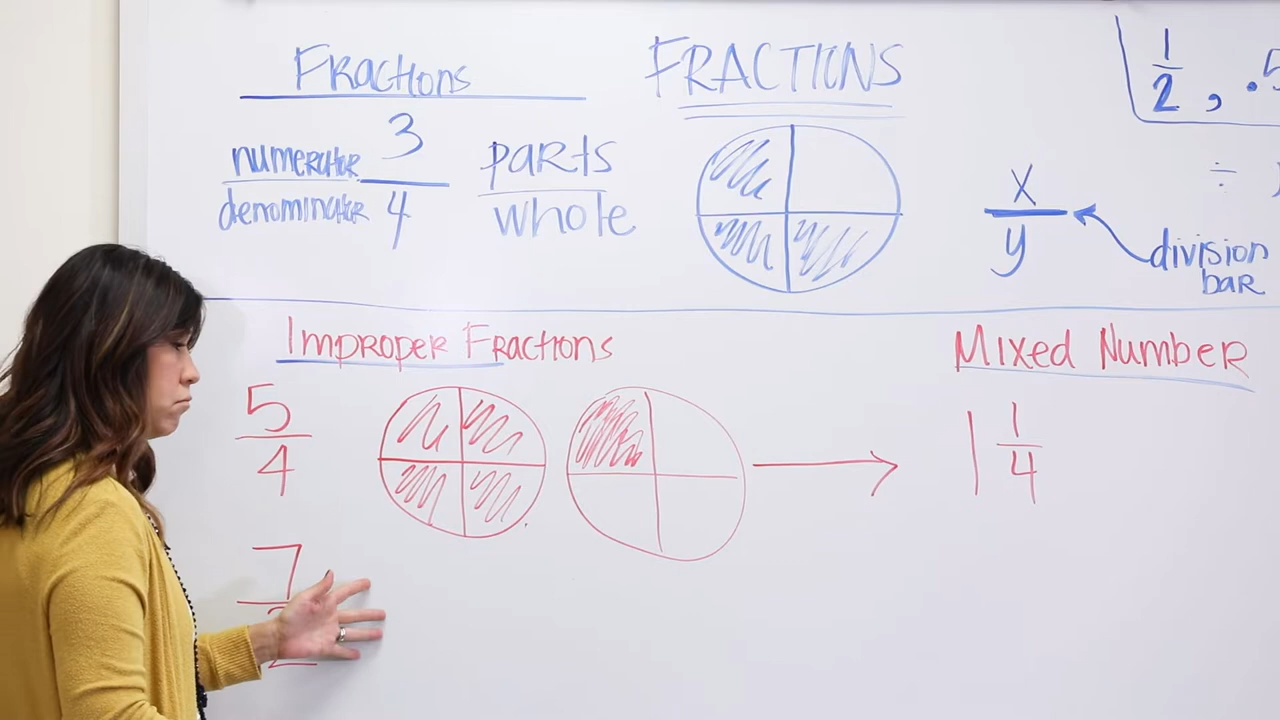 Fractions
numerator 3 parts
denominator 4 whole
FRACTIONS
1
2 , .5
÷
x
y
division
bar
Improper Fractions
5
4
Mixed Number
1 1
4
7
2